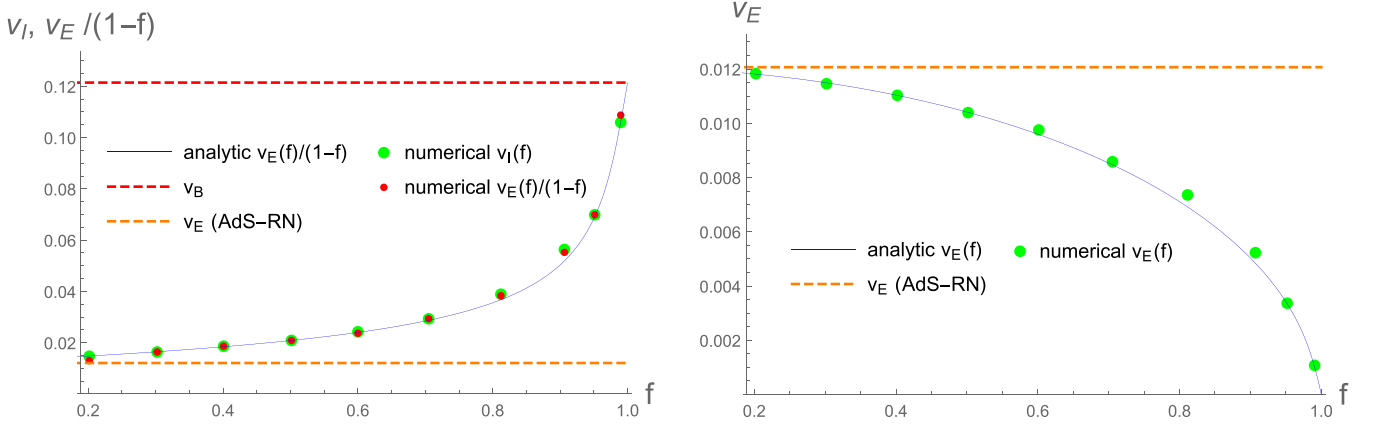 v_I, v_E /(1−f)
0.12
0.10
0.08
0.06
0.04
0.02
0.2
0.4
0.6
0.8
1.0
f
analytic v_E(f)/(1−f)
numerical v_I(f)
v_B
numerical v_E(f)/(1−f)
v_E (AdS−RN)
v_E
0.012
0.010
0.008
0.006
0.004
0.002
0.2
0.4
0.6
0.8
1.0
f
analytic v_E(f)
numerical v_E(f)
v_E (AdS−RN)